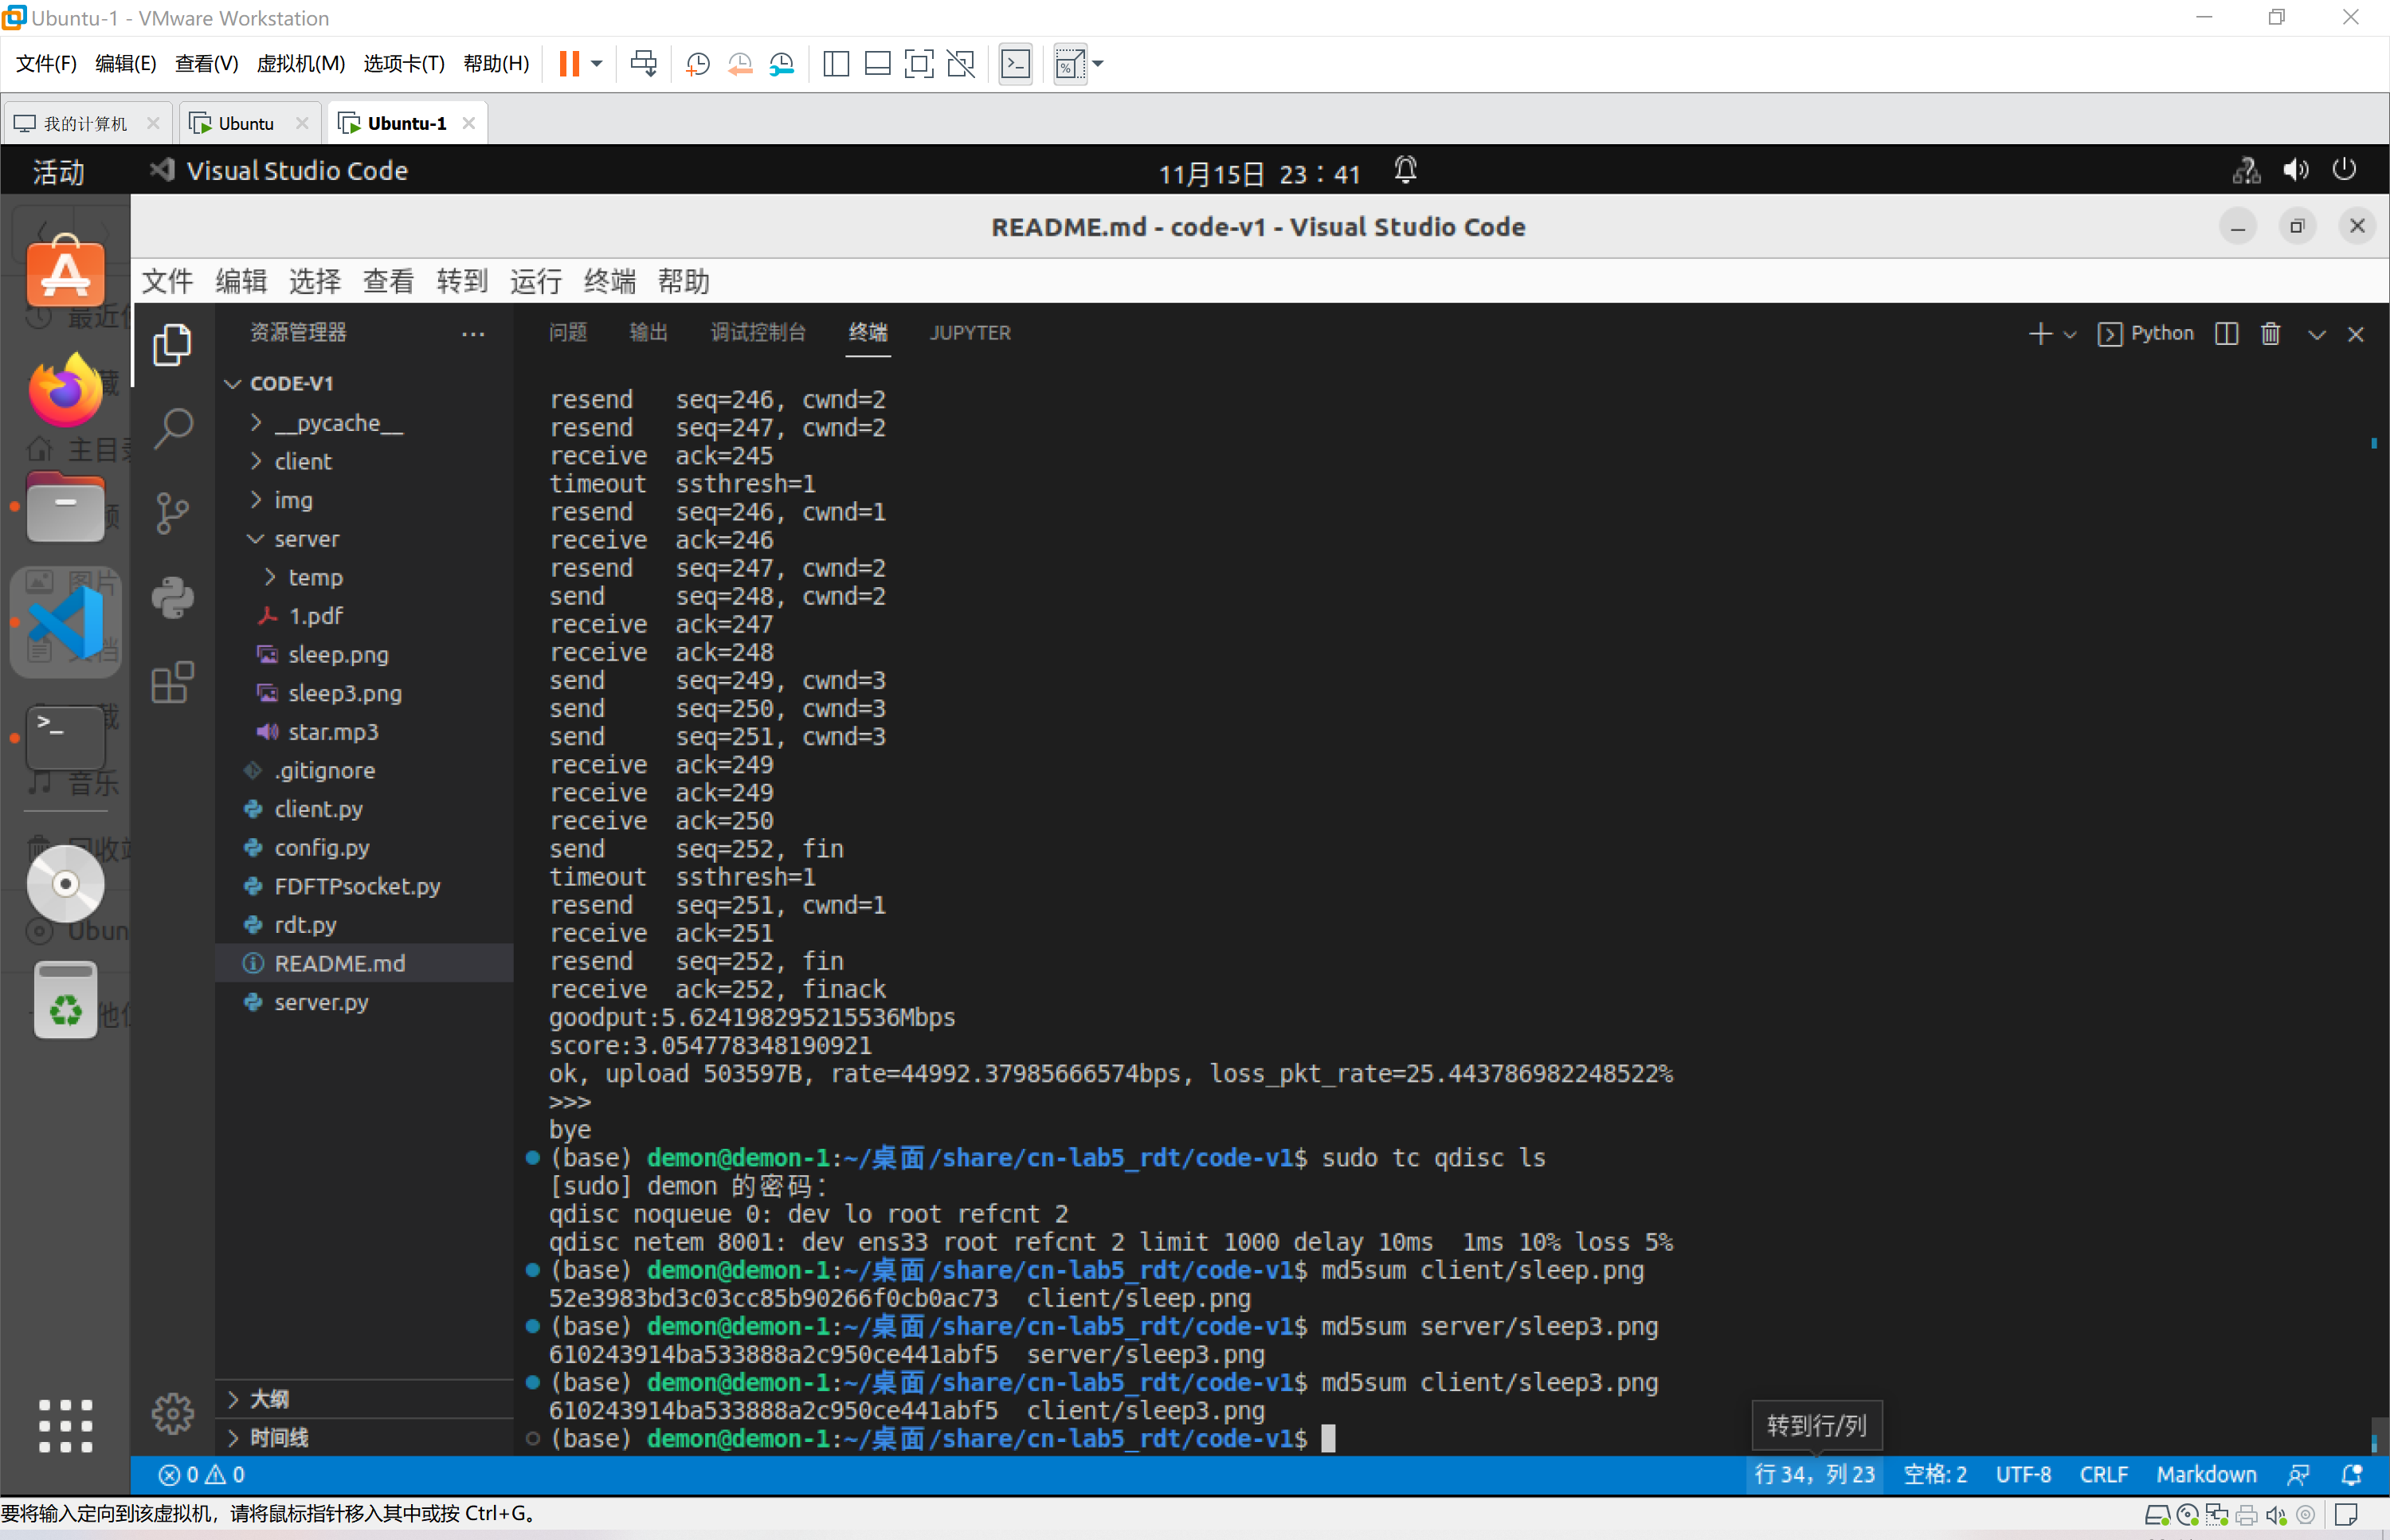 Ubuntu-1 - VMware Workstation
文件(F) 编辑(E) 查看(V) 虚拟机(M) 选项卡(T) 帮助(H)
我的计算机 Ubuntu Ubuntu-1
活动 Visual Studio Code 11月15日 23：41
README.md - code-v1 - Visual Studio Code
文件 编辑 选择 查看 转到 运行 终端 帮助
资源管理器
CODE-V1
__pycache__
client
img
server
temp
1.pdf
sleep.png
sleep3.png
star.mp3
.gitignore
client.py
config.py
FDFTPsocket.py
rdt.py
README.md
server.py
大纲
时间线
问题 输出 调试控制台 终端 JUPYTER
Python
resend seq=246, cwnd=2
resend seq=247, cwnd=2
receive ack=245
timeout ssthresh=1
resend seq=246, cwnd=1
receive ack=246
resend seq=247, cwnd=2
send seq=248, cwnd=2
receive ack=247
receive ack=248
send seq=249, cwnd=3
send seq=250, cwnd=3
send seq=251, cwnd=3
receive ack=249
receive ack=249
receive ack=250
send seq=252, fin
timeout ssthresh=1
resend seq=251, cwnd=1
receive ack=251
resend seq=252, fin
receive ack=252, finack
goodput:5.624198295215536Mbps
score:3.054778348190921
ok, upload 503597B, rate=44992.37985666574bps, loss_pkt_rate=25.443786982248522%
>>>
bye
(base) demon@demon-1:~/桌面/share/cn-lab5_rdt/code-v1$ sudo tc qdisc ls
[sudo] demon 的密码：
qdisc noqueue 0: dev lo root refcnt 2
qdisc netem 8001: dev ens33 root refcnt 2 limit 1000 delay 10ms 1ms 10% loss 5%
(base) demon@demon-1:~/桌面/share/cn-lab5_rdt/code-v1$ md5sum client/sleep.png
52e3983bd3c03cc85b90266f0cb0ac73 client/sleep.png
(base) demon@demon-1:~/桌面/share/cn-lab5_rdt/code-v1$ md5sum server/sleep3.png
610243914ba533888a2c950ce441abf5 server/sleep3.png
(base) demon@demon-1:~/桌面/share/cn-lab5_rdt/code-v1$ md5sum client/sleep3.png
610243914ba533888a2c950ce441abf5 client/sleep3.png
(base) demon@demon-1:~/桌面/share/cn-lab5_rdt/code-v1$
转到行/列
0 0 行 34，列 23 空格: 2 UTF-8 CRLF Markdown
要将输入定向到该虚拟机，请将鼠标指针移入其中或按 Ctrl+G。